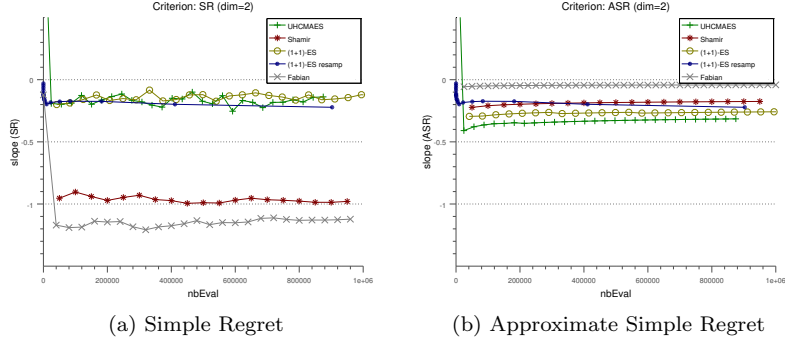 Criterion: SR (dim=2)
UHCMAES
Shamir
(1+1)-ES
(1+1)-ES resamp
Fabian
slope (SR)
0
-0.5
-1
0
200000
400000
600000
800000
1e+06
nbEval
(a) Simple Regret
Criterion: ASR (dim=2)
UHCMAES
Shamir
(1+1)-ES
(1+1)-ES resamp
Fabian
slope (ASR)
0
-0.5
-1
0
200000
400000
600000
800000
1e+06
nbEval
(b) Approximate Simple Regret